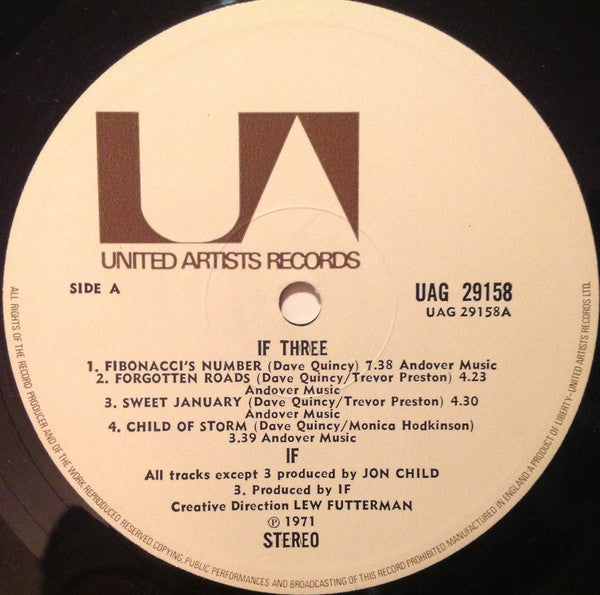 UA
UNITED ARTISTS RECORDS
SIDE A
UAG 29158
UAG 29158A
IF THREE
1. FIBONACCI'S NUMBER (Dave Quincy) 7.38 Andover Music
2. FORGOTTEN ROADS (Dave Quincy/Trevor Preston) 4.23
Andover Music
3. SWEET JANUARY (Dave Quincy/Trevor Preston) 4.30
Andover Music
4. CHILD OF STORM (Dave Quincy/Monica Hodkinson)
3.39 Andover Music
IF
All tracks except 3 produced by JON CHILD
3. Produced by IF
Creative Direction LEW FUTTERMAN
℗ 1971
STEREO
ALL RIGHTS OF THE RECORD PRODUCER AND OF THE WORK REPRODUCED RESERVED. COPYING, PUBLIC PERFORMANCES AND BROADCASTING OF THIS RECORD PROHIBITED. MANUFACTURED IN ENGLAND. A PRODUCT OF LIBERTY-UNITED ARTISTS RECORDS LTD.